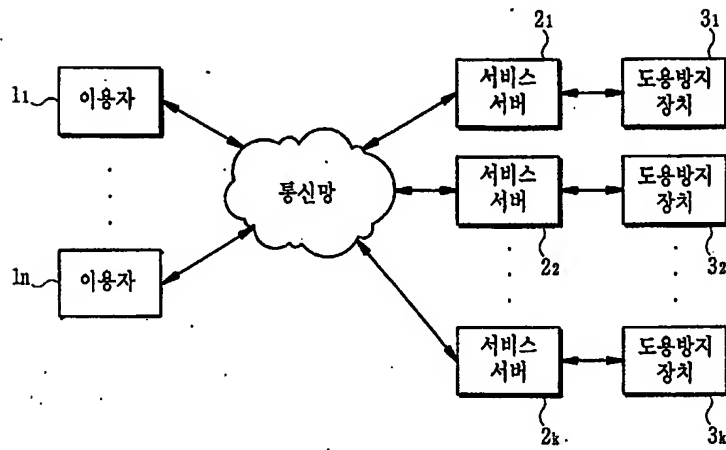 2₁ 3₁
1₁ 이용자 서비스 서버 도용방지 장치
통신망
서비스 서버 도용방지 장치
2₂ 3₂
1n 이용자
서비스 서버 도용방지 장치
2k 3k